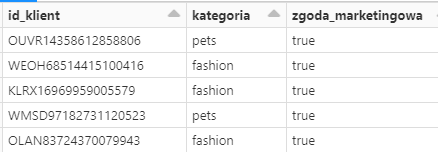 id_klient kategoria zgoda_marketingowa
OUVR14358612858806 pets true
WEOH68514415100416 fashion true
KLRX16969959005579 fashion true
WMSD97182731120523 pets true
OLAN83724370079943 fashion true